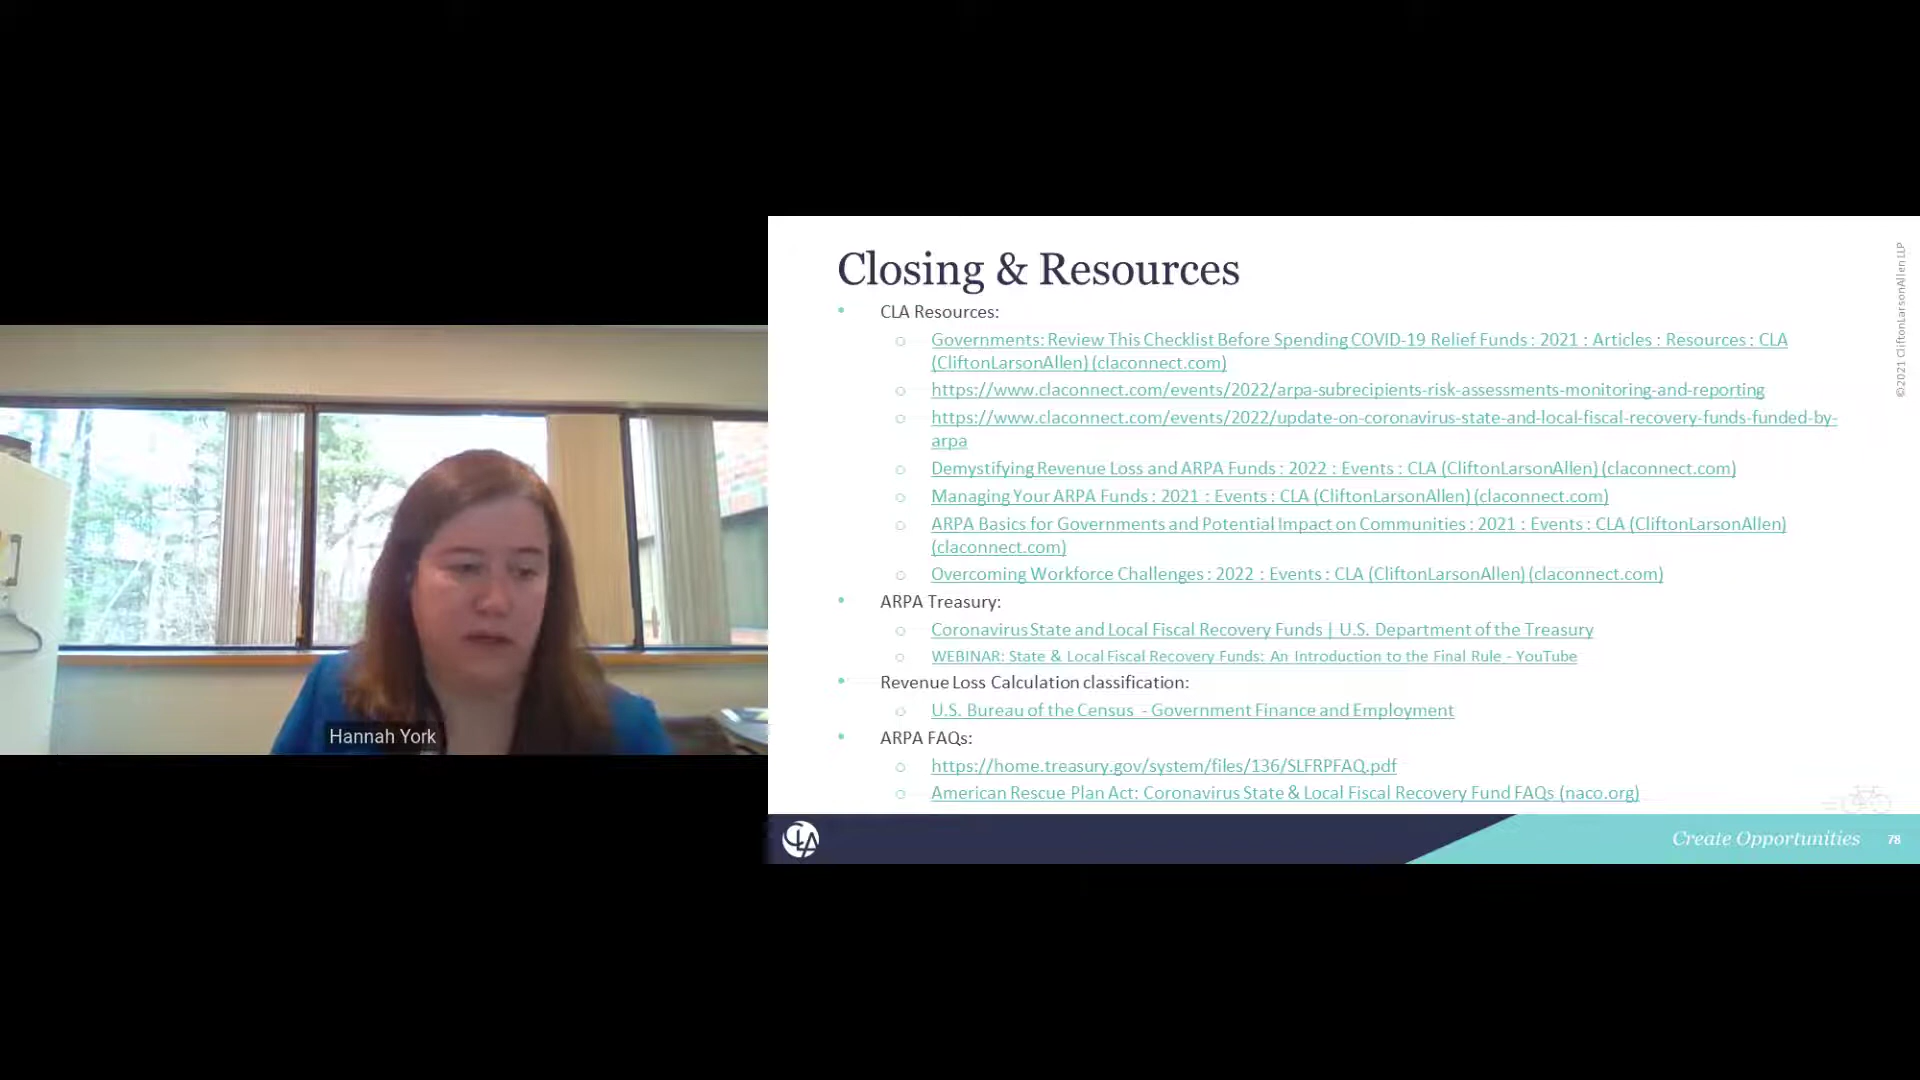 Hannah York
Closing & Resources
• CLA Resources:
○ Governments: Review This Checklist Before Spending COVID-19 Relief Funds : 2021 : Articles : Resources : CLA
(CliftonLarsonAllen) (claconnect.com)
○ https://www.claconnect.com/events/2022/arpa-subrecipients-risk-assessments-monitoring-and-reporting
○ https://www.claconnect.com/events/2022/update-on-coronavirus-state-and-local-fiscal-recovery-funds-funded-by-
arpa
○ Demystifying Revenue Loss and ARPA Funds : 2022 : Events : CLA (CliftonLarsonAllen) (claconnect.com)
○ Managing Your ARPA Funds : 2021 : Events : CLA (CliftonLarsonAllen) (claconnect.com)
○ ARPA Basics for Governments and Potential Impact on Communities : 2021 : Events : CLA (CliftonLarsonAllen)
(claconnect.com)
○ Overcoming Workforce Challenges : 2022 : Events : CLA (CliftonLarsonAllen) (claconnect.com)
• ARPA Treasury:
○ Coronavirus State and Local Fiscal Recovery Funds | U.S. Department of the Treasury
○ WEBINAR: State & Local Fiscal Recovery Funds: An Introduction to the Final Rule - YouTube
• Revenue Loss Calculation classification:
○ U.S. Bureau of the Census - Government Finance and Employment
• ARPA FAQs:
○ https://home.treasury.gov/system/files/136/SLFRPFAQ.pdf
○ American Rescue Plan Act: Coronavirus State & Local Fiscal Recovery Fund FAQs (naco.org)
©2021 CliftonLarsonAllen LLP
CLA
Create Opportunities
78